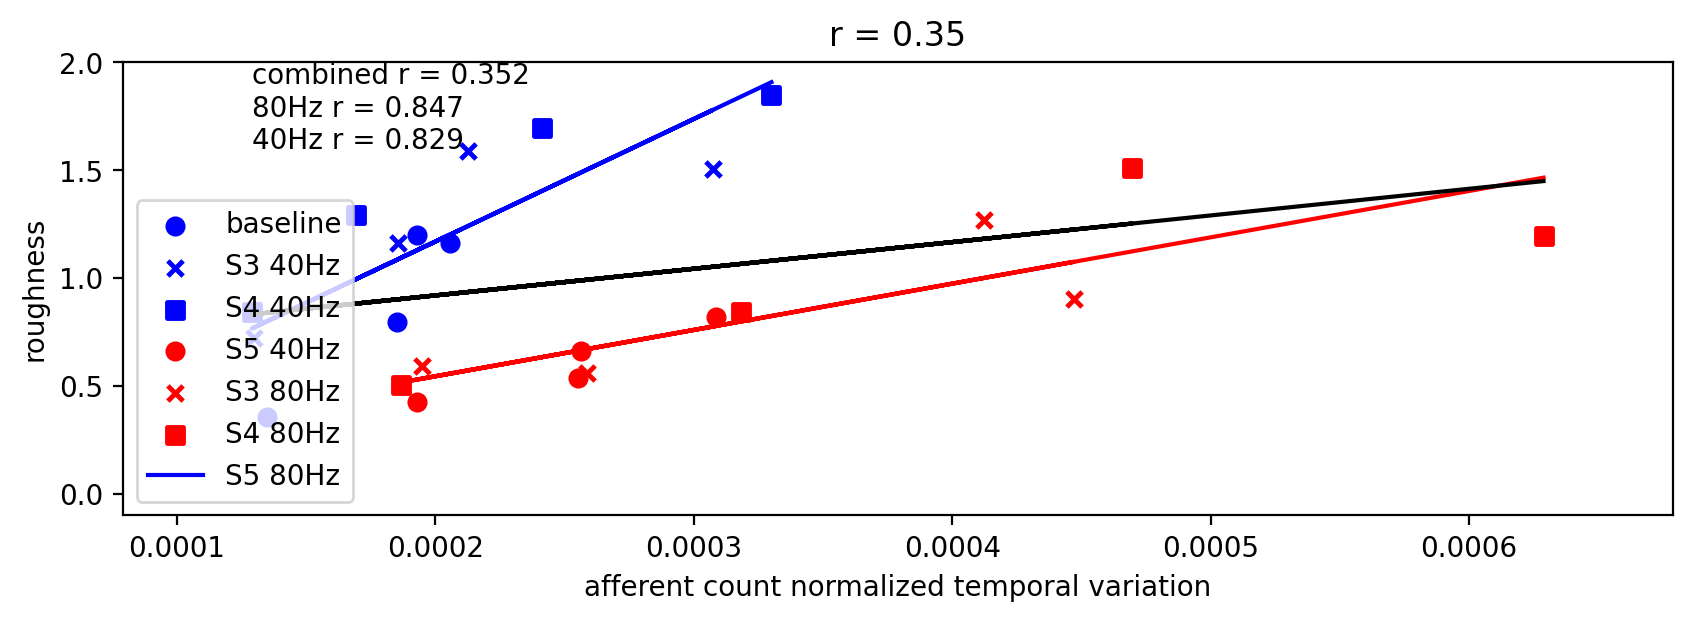 r = 0.35
combined r = 0.352
80Hz r = 0.847
40Hz r = 0.829
2.0
1.5
1.0
0.5
0.0
roughness
baseline
S3 40Hz
S4 40Hz
S5 40Hz
S3 80Hz
S4 80Hz
S5 80Hz
0.0001 0.0002 0.0003 0.0004 0.0005 0.0006
afferent count normalized temporal variation